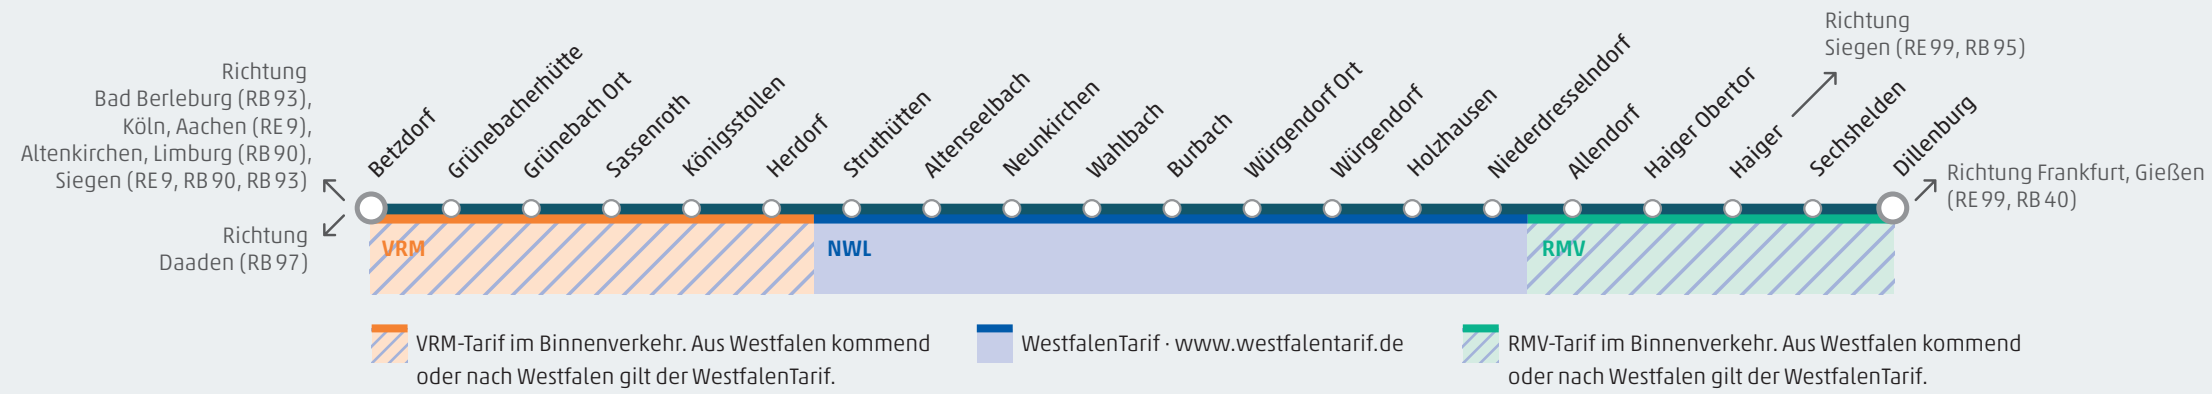 Richtung
Bad Berleburg (RB 93),
Köln, Aachen (RE 9),
Altenkirchen, Limburg (RB 90),
Siegen (RE 9, RB 90, RB 93)
Richtung
Daaden (RB 97)
Betzdorf
Grünebacherhütte
Grünebach Ort
Sassenroth
Königsstollen
Herdorf
Struthütten
Altenseelbach
Neunkirchen
Wahlbach
Burbach
Würgendorf Ort
Würgendorf
Holzhausen
Niederdresselndorf
Allendorf
Haiger Obertor
Haiger
Sechshelden
Dillenburg
Richtung
Siegen (RE 99, RB 95)
Richtung Frankfurt, Gießen
(RE 99, RB 40)
VRM
NWL
RMV
VRM-Tarif im Binnenverkehr. Aus Westfalen kommend
oder nach Westfalen gilt der WestfalenTarif.
WestfalenTarif · www.westfalentarif.de
RMV-Tarif im Binnenverkehr. Aus Westfalen kommend
oder nach Westfalen gilt der WestfalenTarif.